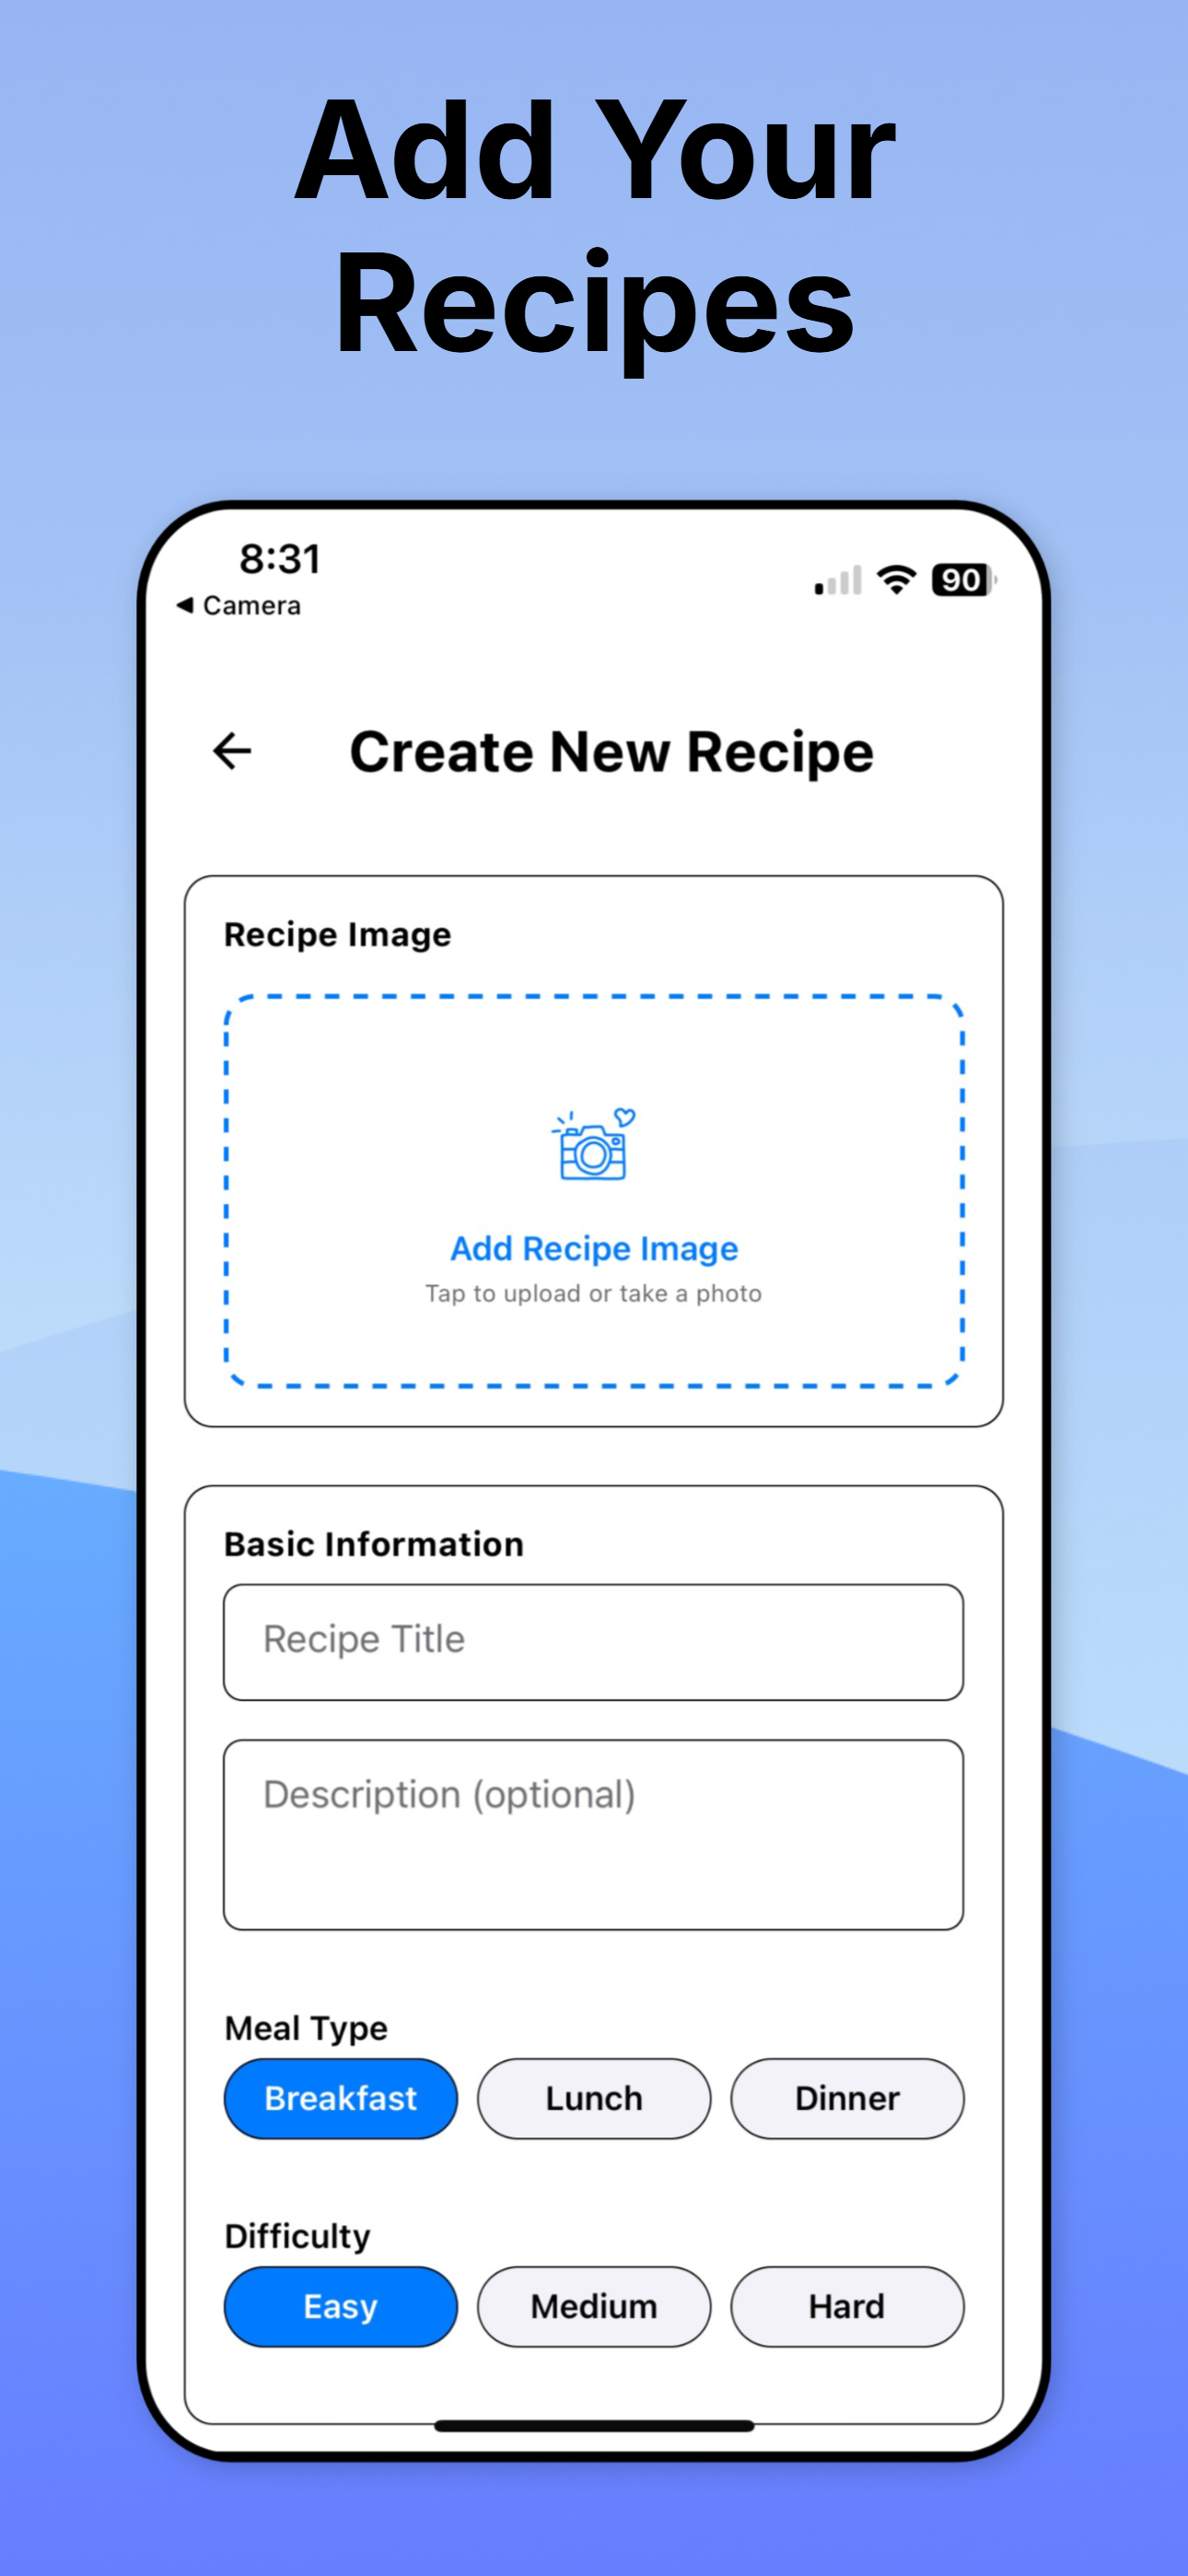 Add Your
Recipes
8:31
◀ Camera
90
Create New Recipe
Recipe Image
Add Recipe Image
Tap to upload or take a photo
Basic Information
Recipe Title
Description (optional)
Meal Type
Breakfast Lunch Dinner
Difficulty
Easy Medium Hard